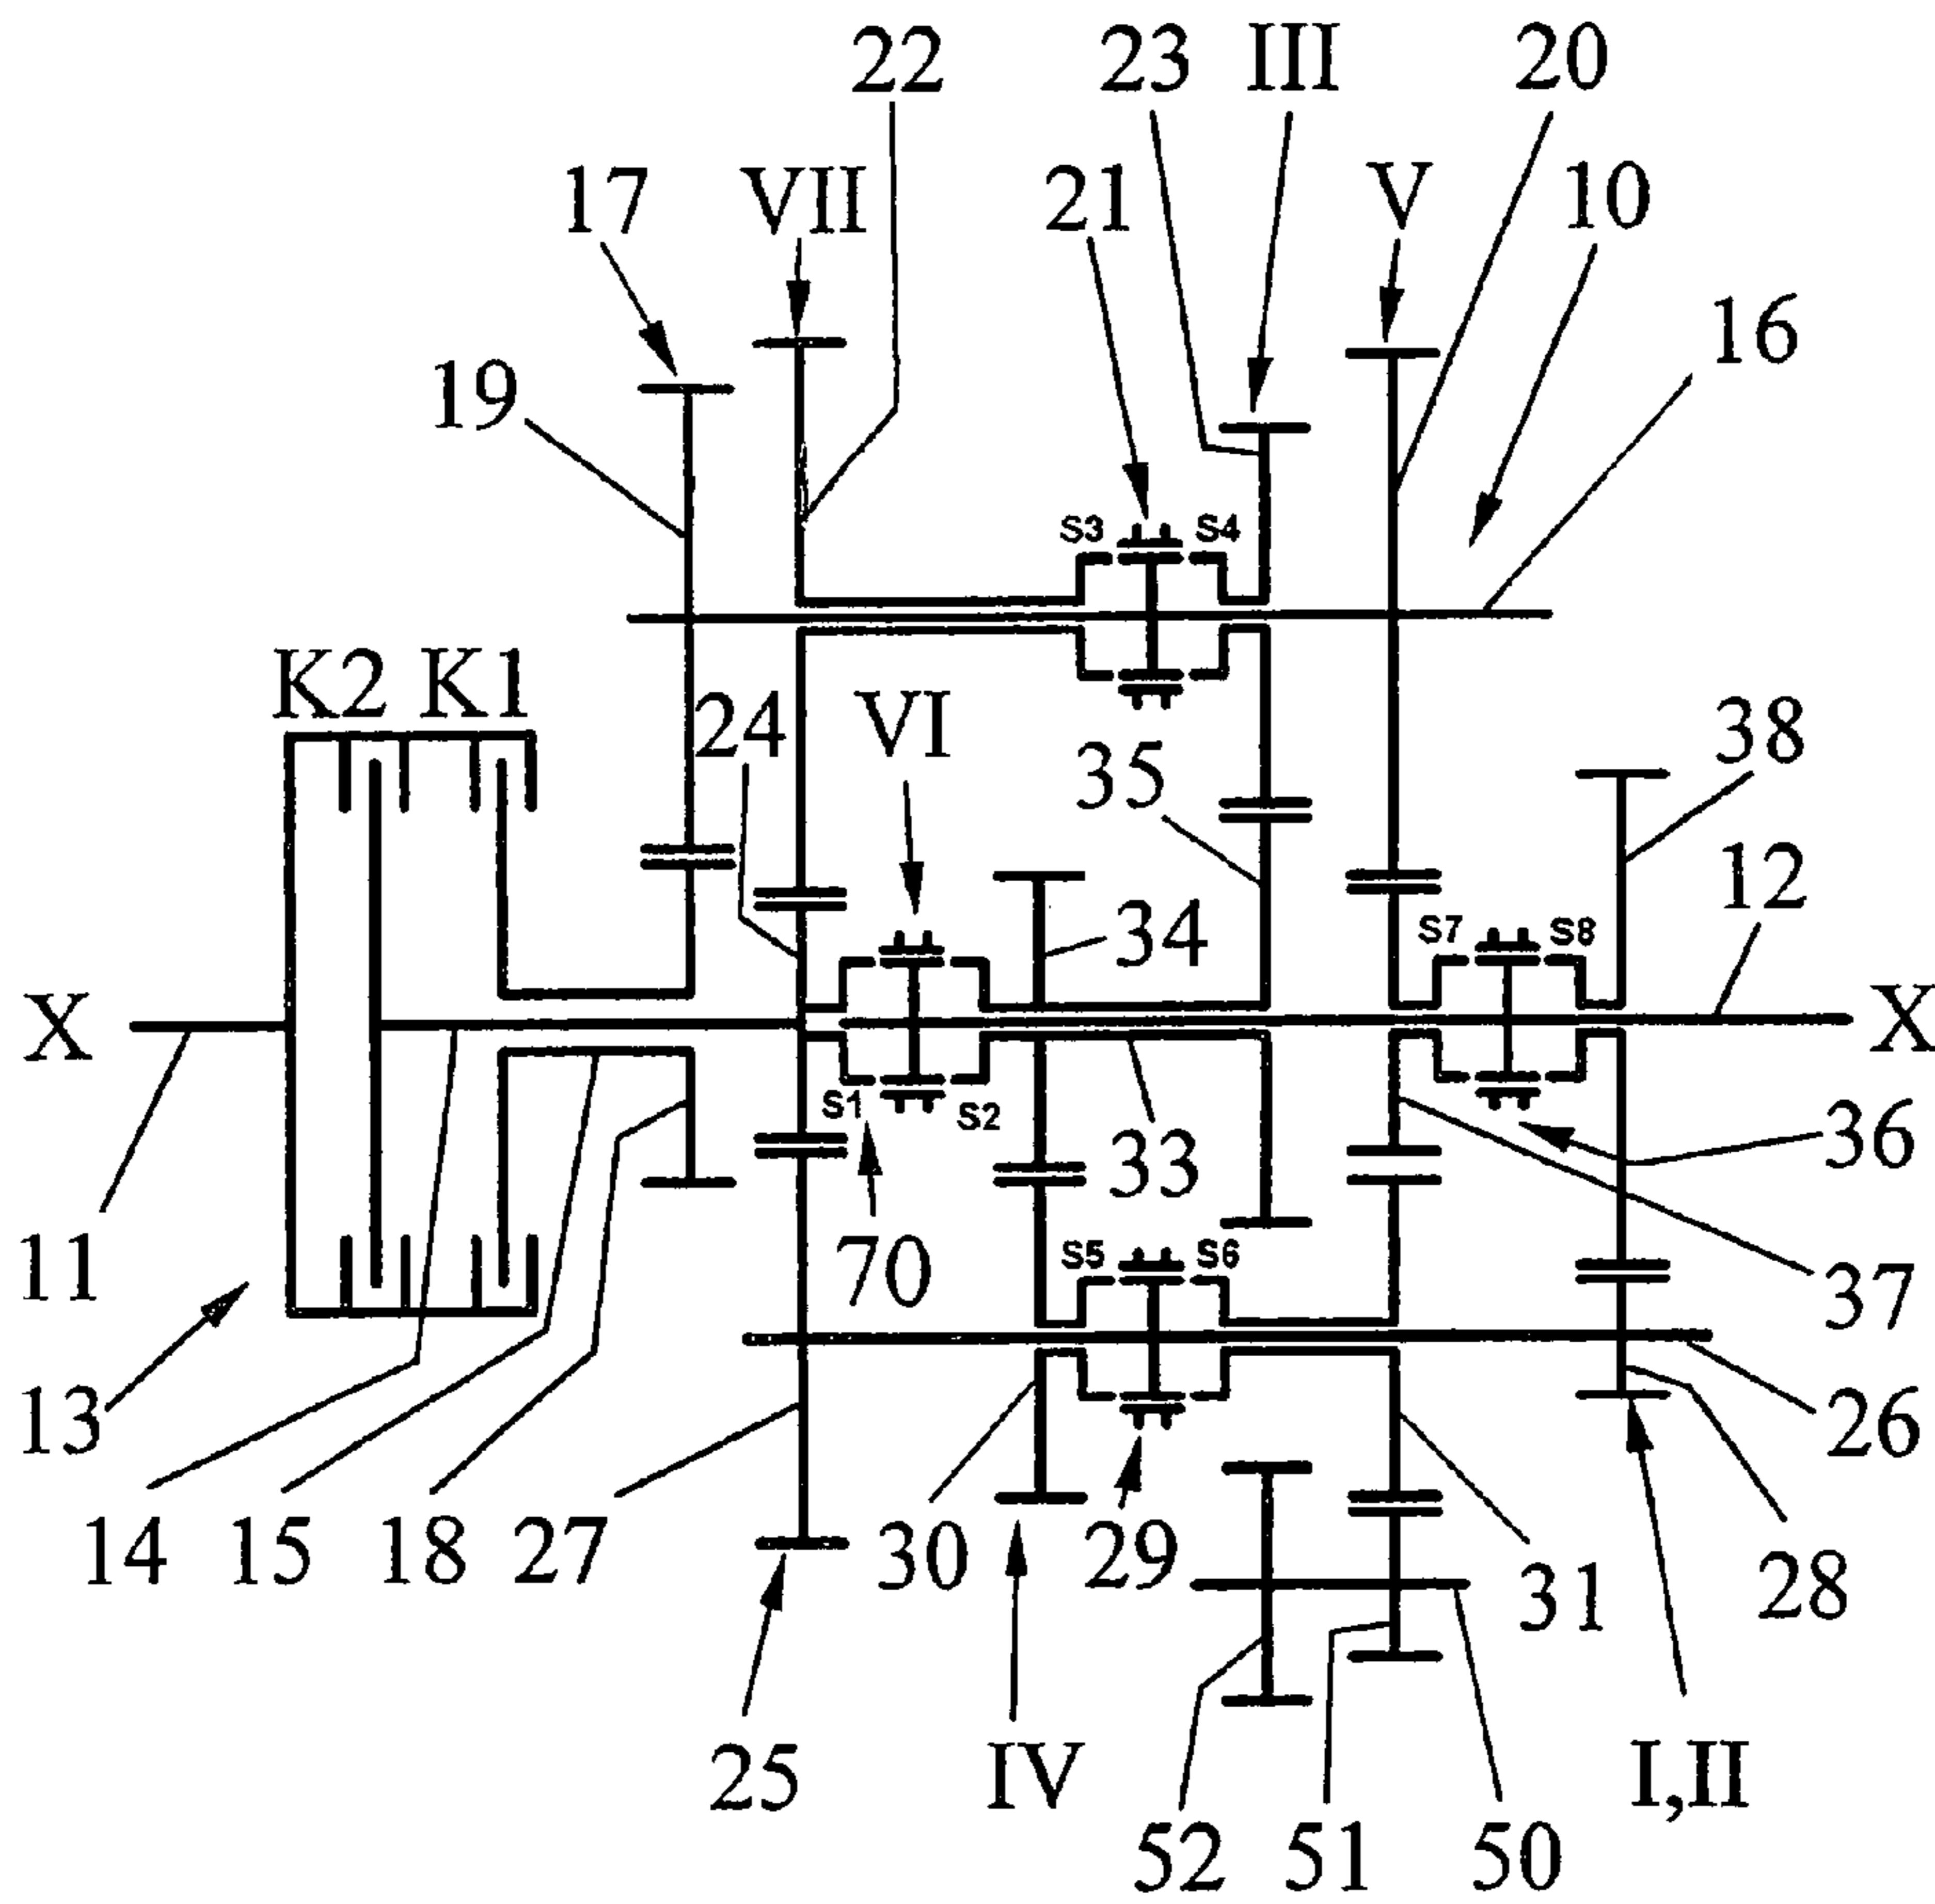 22 23 III 20
17 VII 21 V 10
16
19
S3 S4
K2 K1 24 VI 35 38
34 12
S7 S8
X X
S1 S2
33 36
11 70 S5 S6 37
13 26
14 15 18 27 30 29 31 28
25 IV I,II
52 51 50